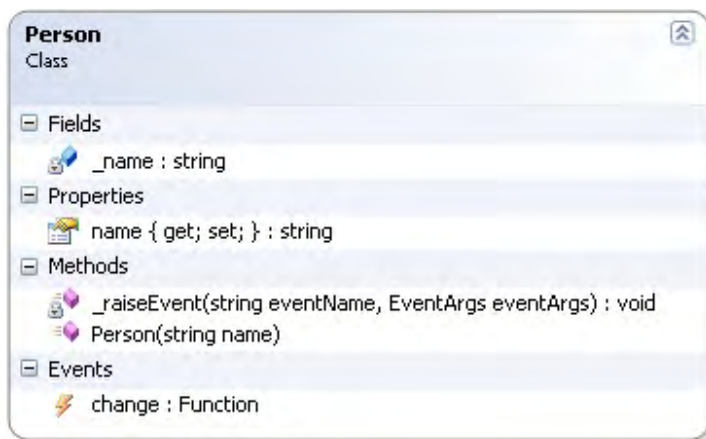 Person
Class
Fields
_name : string
Properties
name { get; set; } : string
Methods
_raiseEvent(string eventName, EventArgs eventArgs) : void
Person(string name)
Events
change : Function